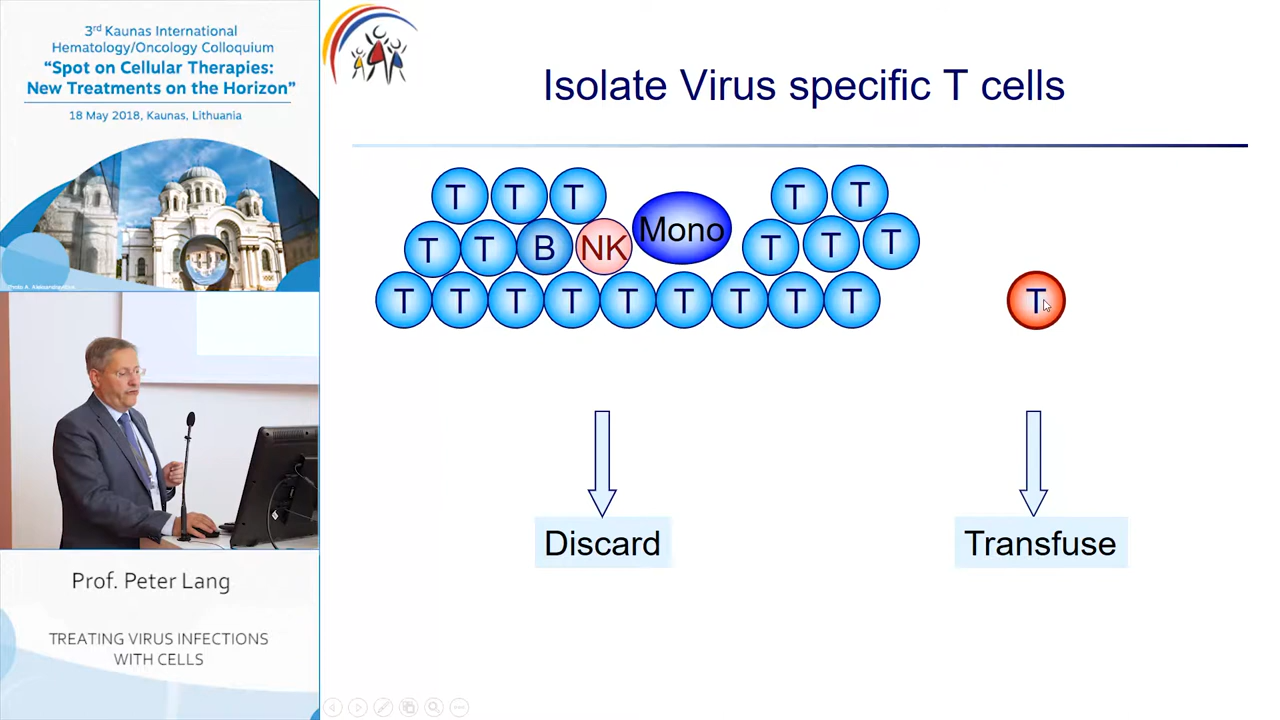 3rd Kaunas International
Hematology/Oncology Colloquium
“Spot on Cellular Therapies:
New Treatments on the Horizon”
18 May 2018, Kaunas, Lithuania
Prof. Peter Lang
TREATING VIRUS INFECTIONS
WITH CELLS
Isolate Virus specific T cells
T T T Mono T T
T T B NK T T T
T T T T T T T T T T
Discard Transfuse